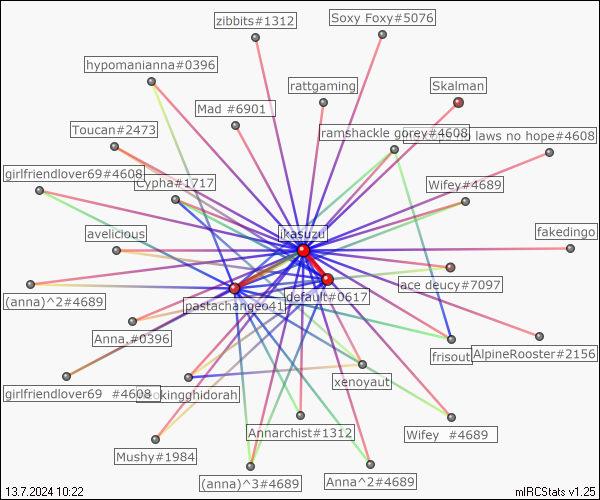 zibbits#1312
Soxy Foxy#5076
hypomanianna#0396
rattgaming
Skalman
Mad #6901
Toucan#2473
ramshackle gorey#4608
no laws no hope#4608
girlfriendlover69#4608
Cypha#1717
Wifey#4689
avelicious
ikasuzu
fakedingo
ace deucy#7097
(anna)^2#4689
pastachangeo41
default#0617
Anna.#0396
frisout
AlpineRooster#2156
xenoyaut
girlfriendlover69 #4608
kingghidorah
Annarchist#1312
Wifey #4689
Mushy#1984
(anna)^3#4689
Anna^2#4689
13.7.2024 10:22
mIRCStats v1.25